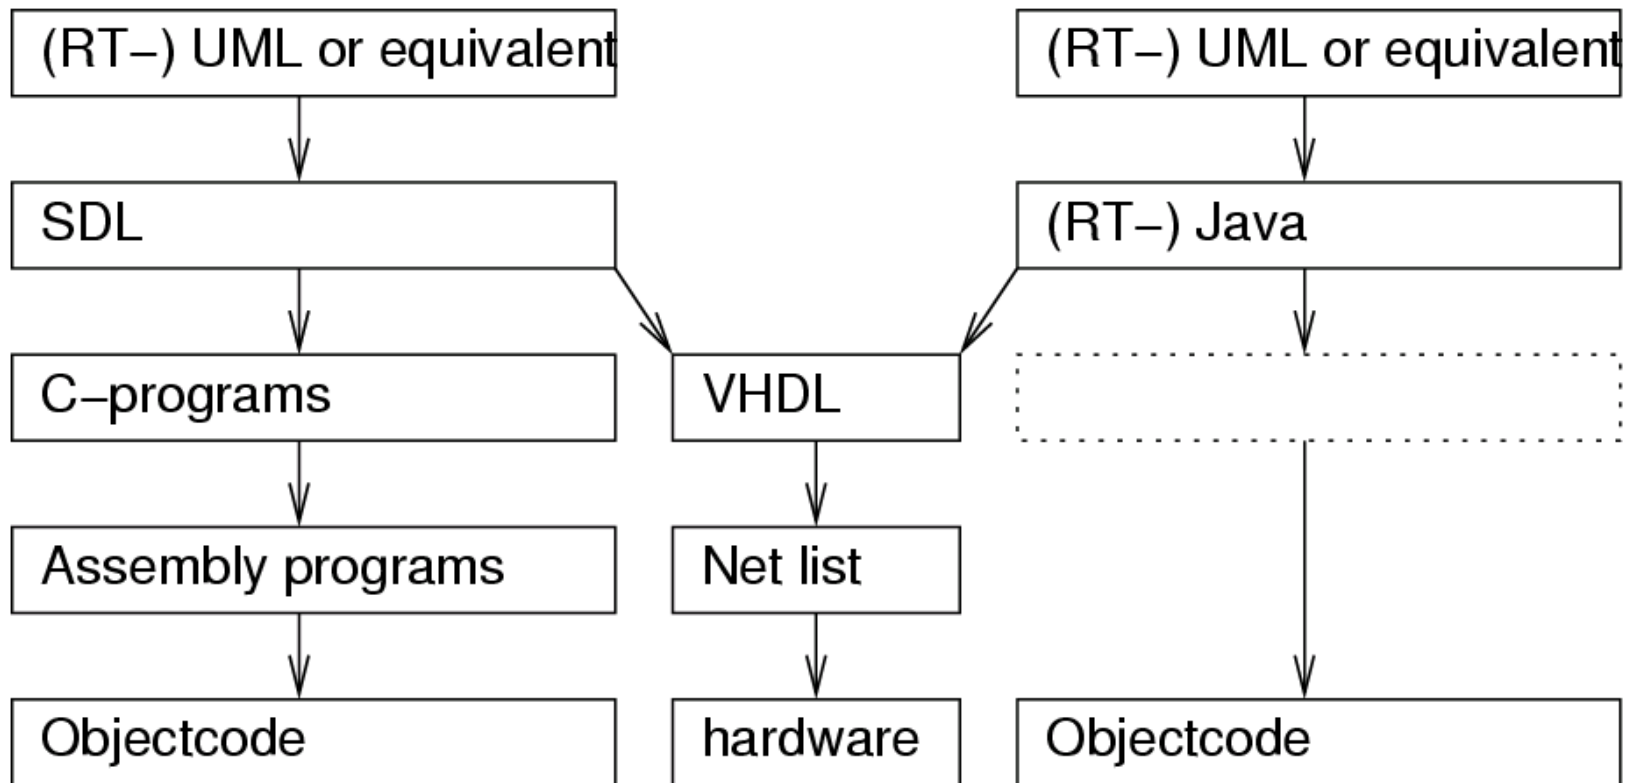 (RT–) UML or equivalent
(RT–) UML or equivalent
SDL
(RT–) Java
C–programs
VHDL
Assembly programs
Net list
Objectcode
hardware
Objectcode